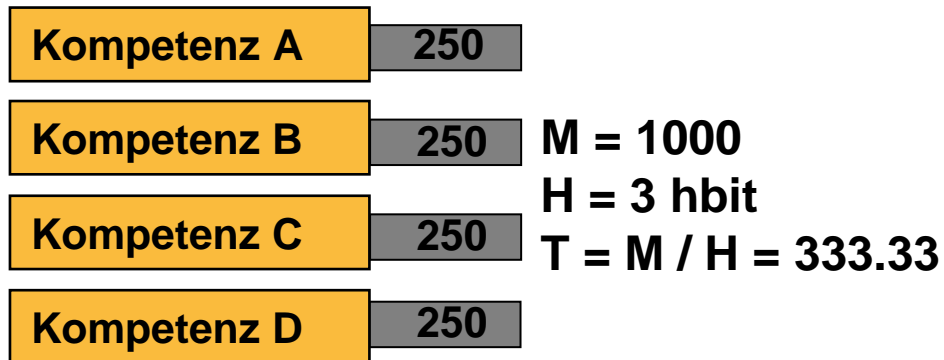 Kompetenz A 250
Kompetenz B 250
M = 1000
H = 3 hbit
Kompetenz C 250
T = M / H = 333.33
Kompetenz D 250